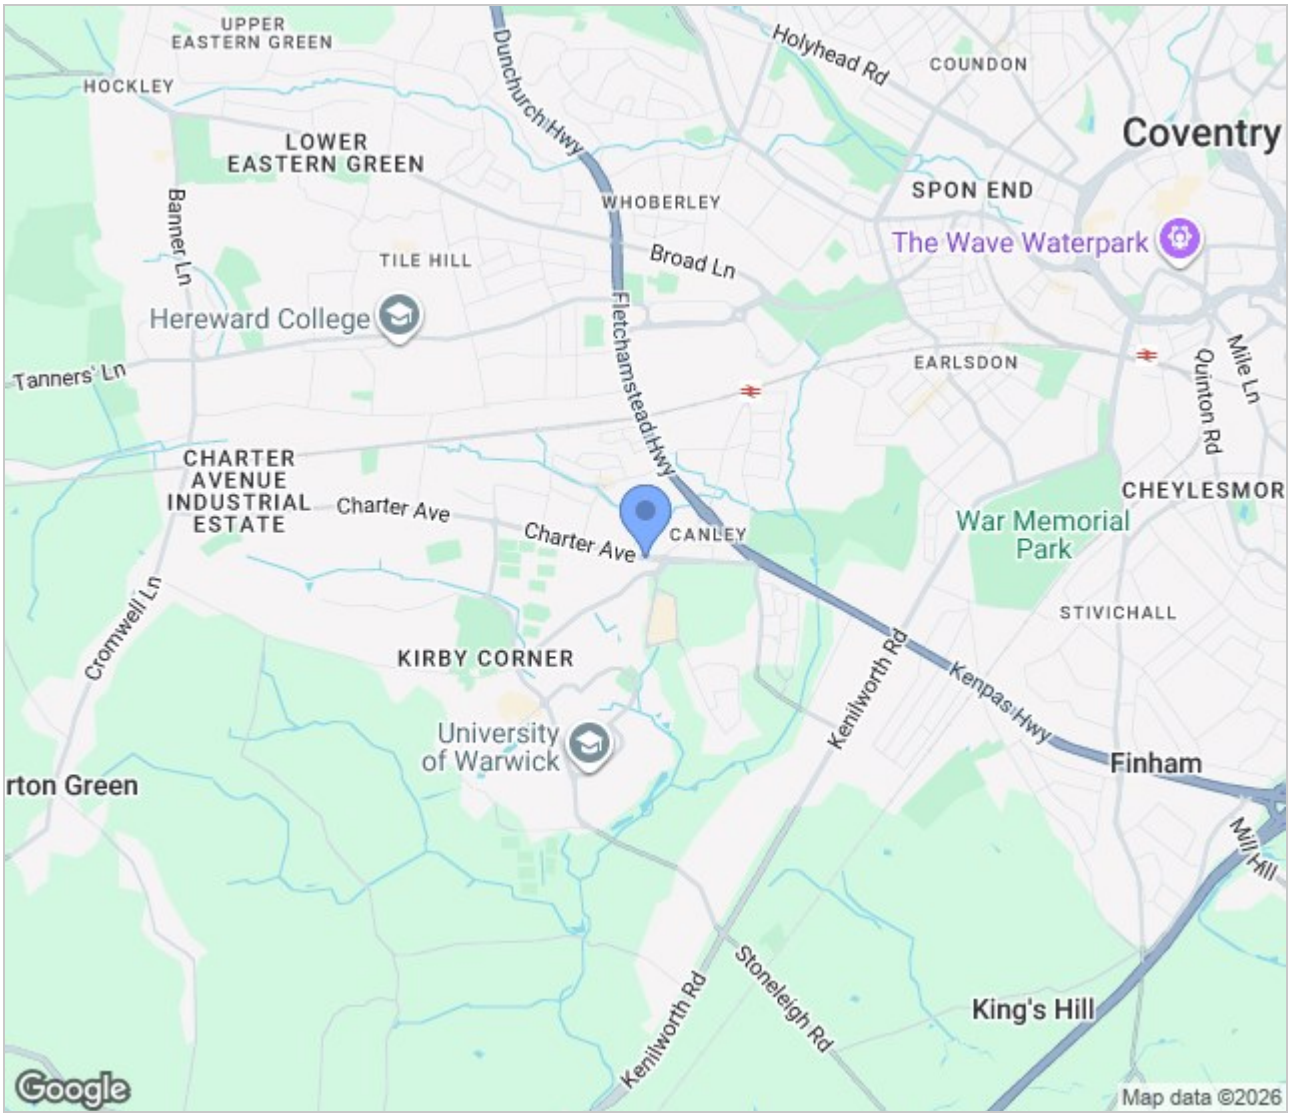 UPPER
EASTERN GREEN
HOCKLEY
Dunchurch Hwy
Holyhead Rd
COUNDON
Coventry
LOWER
EASTERN GREEN
WHOBERLEY
SPON END
Banner Ln
TILE HILL
Broad Ln
The Wave Waterpark
Hereward College
Fletchamstead Hwy
Tanners' Ln
EARLSDON
Quinton Rd
Mile Ln
CHARTER
AVENUE
INDUSTRIAL
ESTATE
Charter Ave
Charter Ave
CANLEY
CHEYLESMOR
War Memorial
Park
Cromwell Ln
STIVICHALL
KIRBY CORNER
Kenilworth Rd
Kenpas Hwy
University
of Warwick
Finham
rton Green
Mill Hill
Stoneleigh Rd
Kenilworth Rd
King's Hill
Google
Map data ©2026